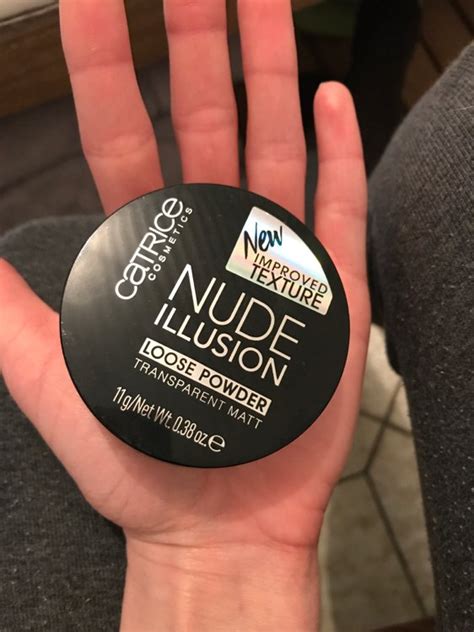 CATRICE
COSMETICS
New
IMPROVED
TEXTURE
NUDE
ILLUSION
LOOSE POWDER
TRANSPARENT MATT
11g/Net Wt. 0.38 oz ℮